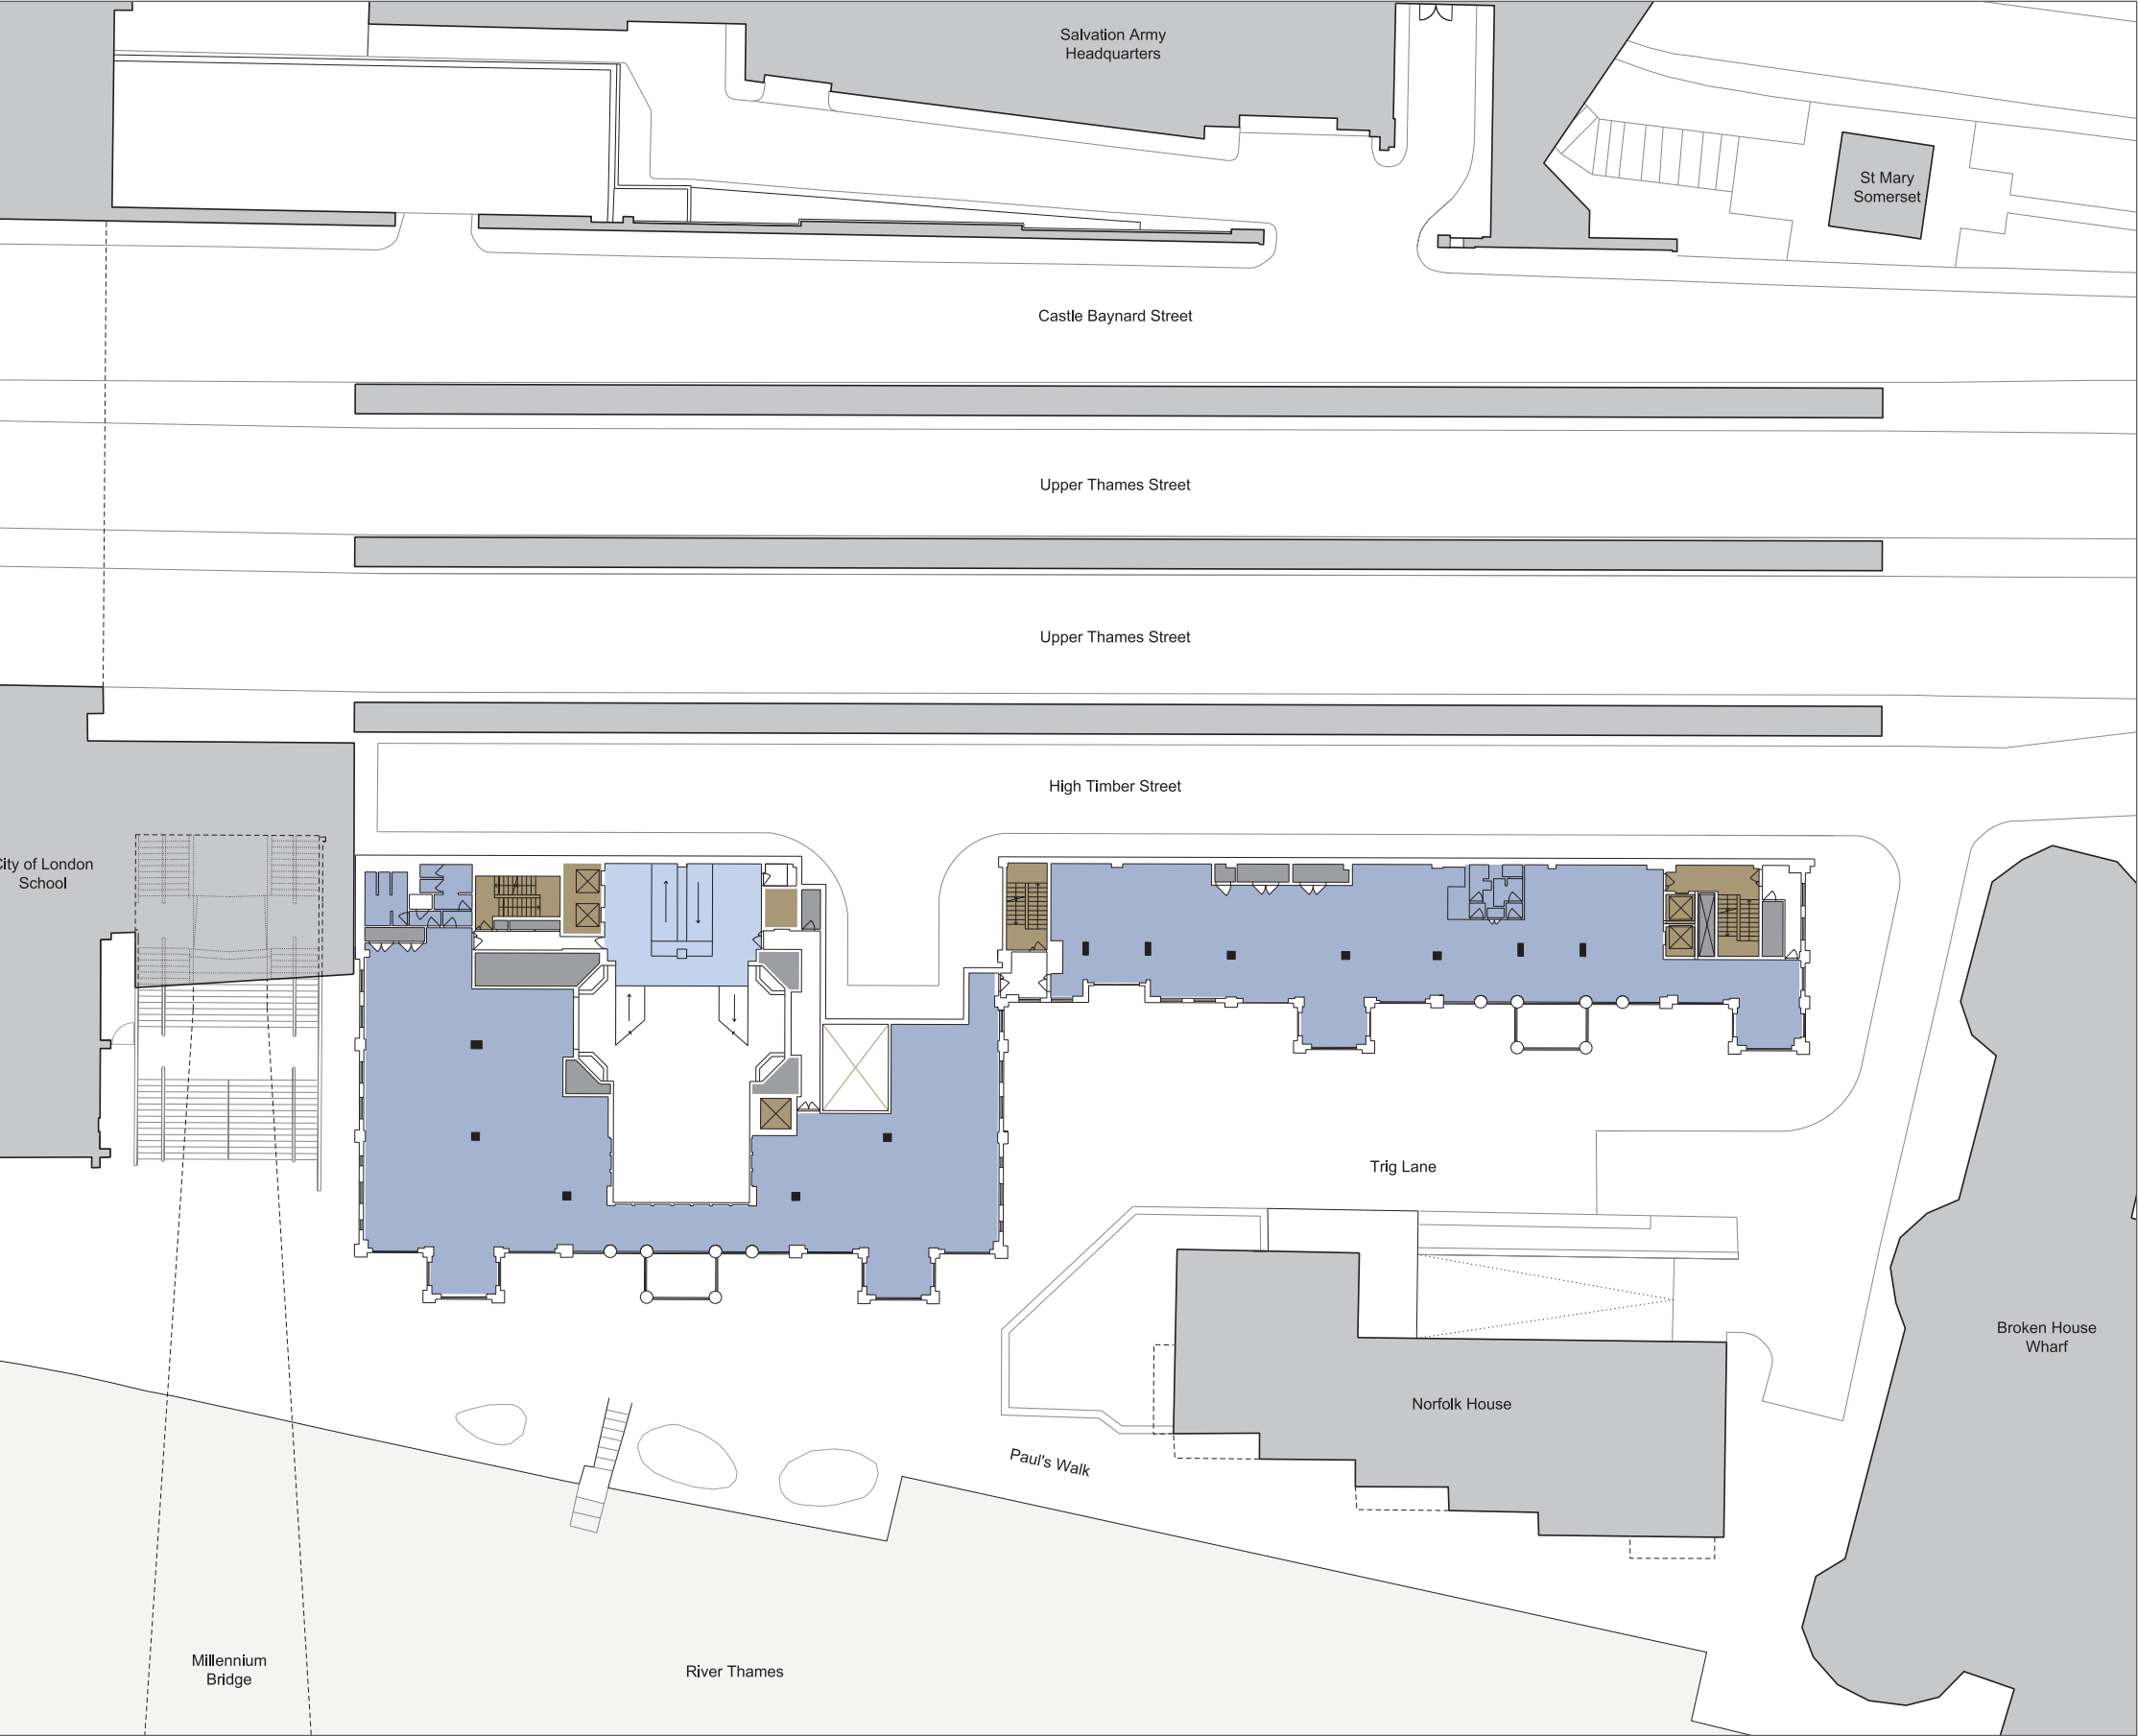 Salvation Army
Headquarters
St Mary
Somerset
Castle Baynard Street
Upper Thames Street
Upper Thames Street
High Timber Street
City of London
School
Trig Lane
Broken House
Wharf
Norfolk House
Paul's Walk
Millennium
Bridge
River Thames